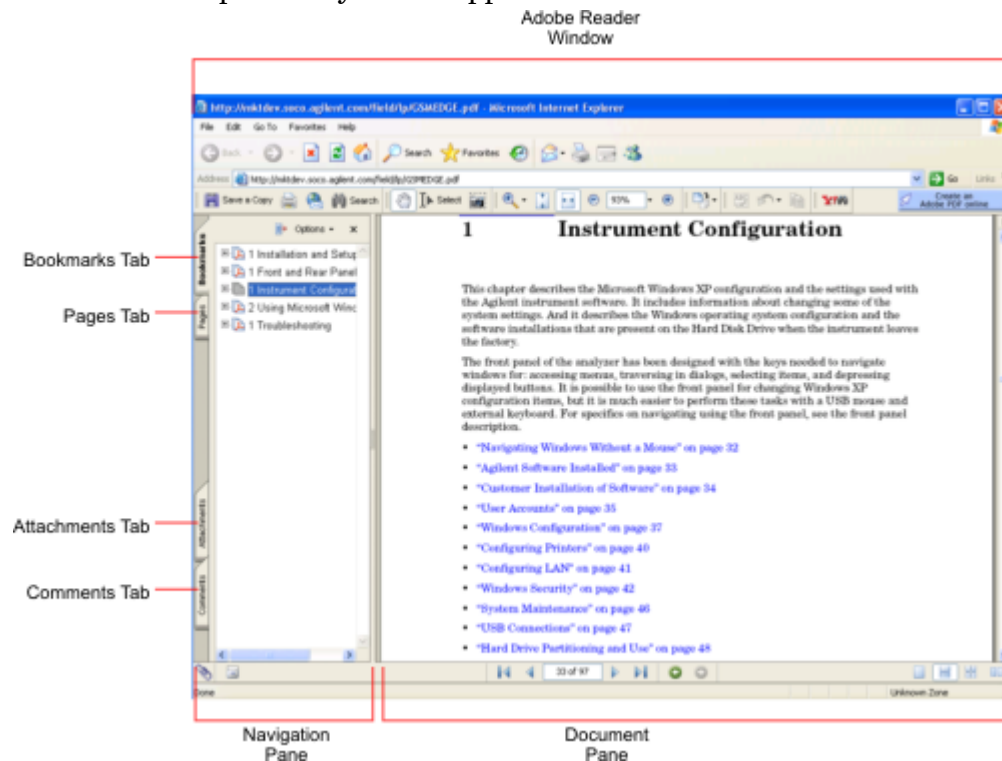 Adobe Reader
Window
http://mktdev.soco.agilent.com/field/lp/GSMEDGE.pdf - Microsoft Internet Explorer
File Edit Go To Favorites Help
Back Search Favorites
Address http://mktdev.soco.agilent.com/field/lp/GSMEDGE.pdf Go Links
Save a Copy Search Select 93% Create an
Adobe PDF online
Options x
Bookmarks
Pages
Attachments
Comments
1 Installation and Setup
1 Front and Rear Panel
1 Instrument Configurat
2 Using Microsoft Winc
1 Troubleshooting
Bookmarks Tab
Pages Tab
Attachments Tab
Comments Tab
1 Instrument Configuration
This chapter describes the Microsoft Windows XP configuration and the settings used with
the Agilent instrument software. It includes information about changing some of the
system settings. And it describes the Windows operating system configuration and the
software installations that are present on the Hard Disk Drive when the instrument leaves
the factory.
The front panel of the analyzer has been designed with the keys needed to navigate
windows for: accessing menus, traversing in dialogs, selecting items, and depressing
displayed buttons. It is possible to use the front panel for changing Windows XP
configuration items, but it is much easier to perform these tasks with a USB mouse and
external keyboard. For specifics on navigating using the front panel, see the front panel
description.
• "Navigating Windows Without a Mouse" on page 32
• "Agilent Software Installed" on page 33
• "Customer Installation of Software" on page 34
• "User Accounts" on page 35
• "Windows Configuration" on page 37
• "Configuring Printers" on page 40
• "Configuring LAN" on page 41
• "Windows Security" on page 42
• "System Maintenance" on page 46
• "USB Connections" on page 47
• "Hard Drive Partitioning and Use" on page 48
33 of 97
Done Unknown Zone
Navigation
Pane
Document
Pane